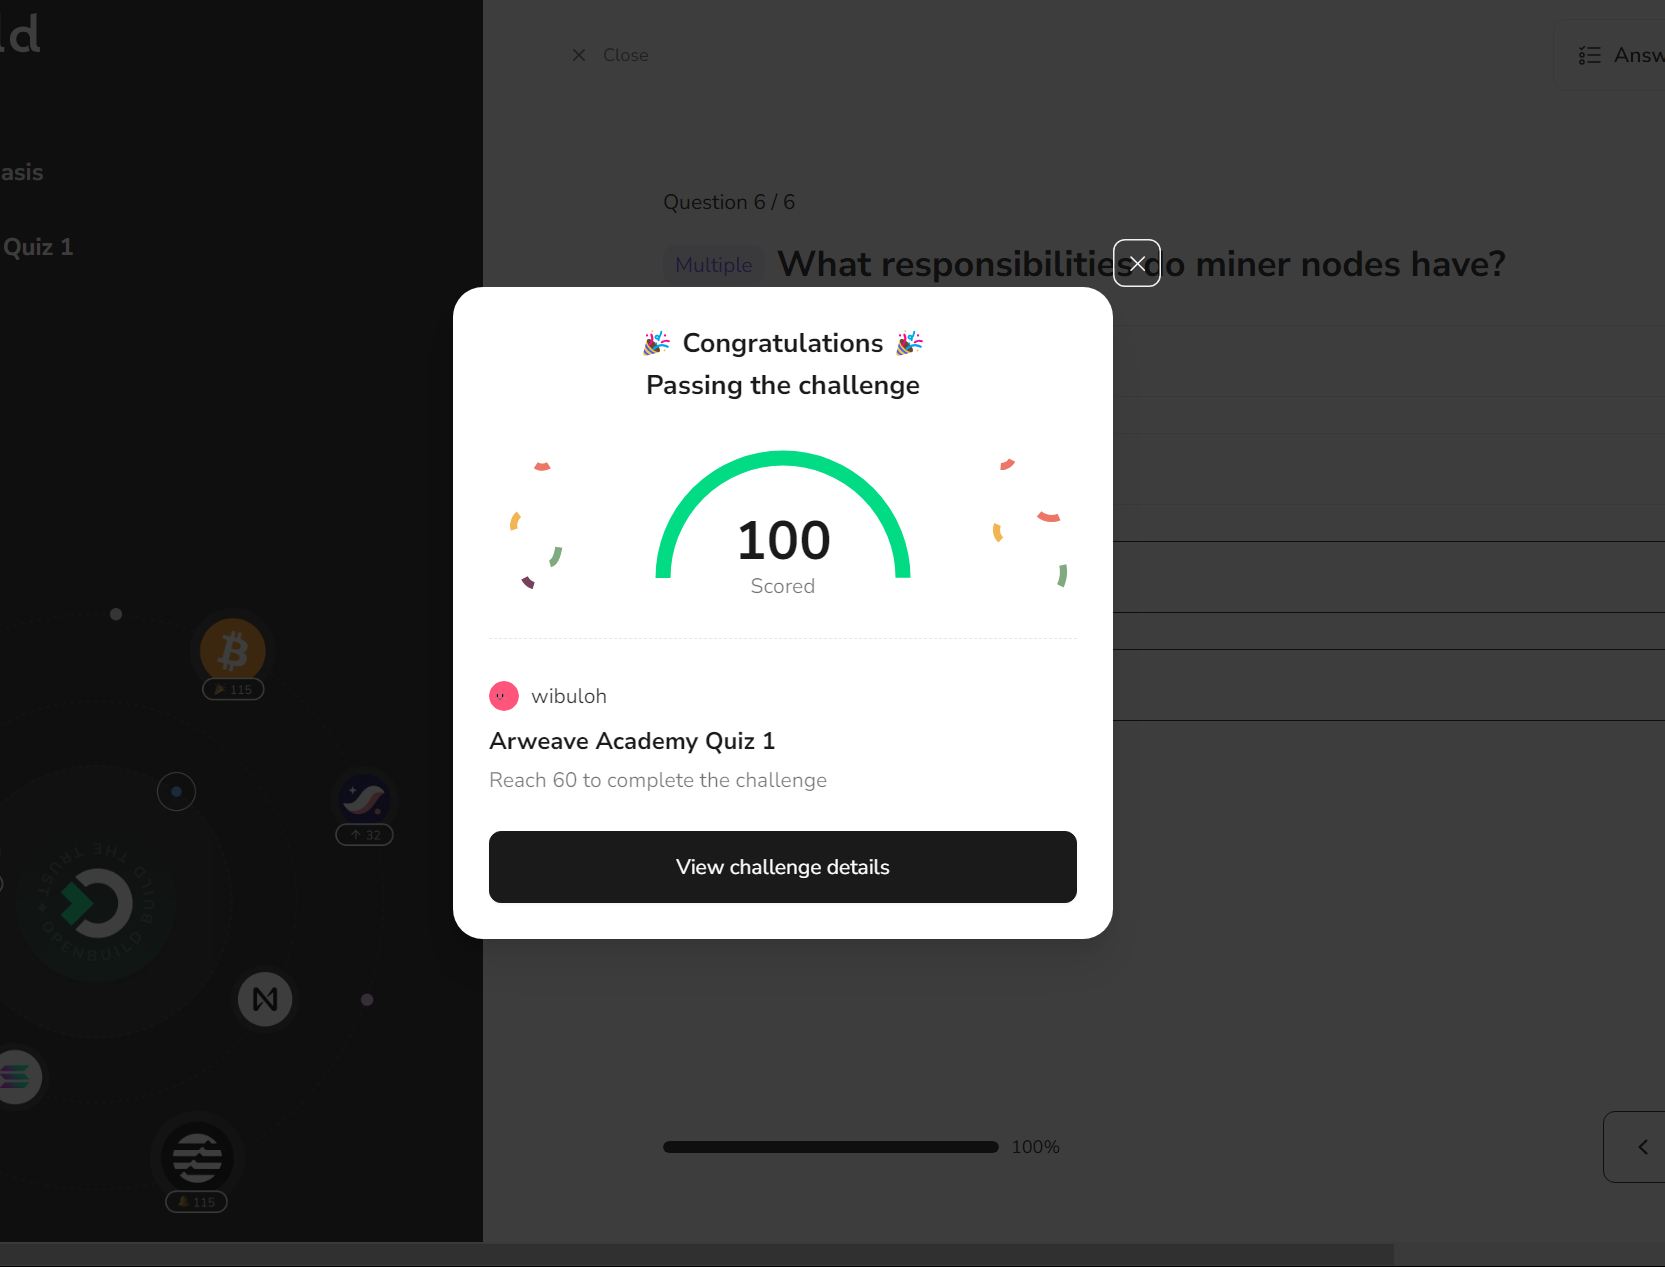 ld
asis
Quiz 1
Close
Answ
Question 6 / 6
Multiple
What responsibilities do miner nodes have?
🎉 Congratulations 🎉
Passing the challenge
100
Scored
wibuloh
Arweave Academy Quiz 1
Reach 60 to complete the challenge
View challenge details
115
32
BUILD THE TRUST
OPENBUILD
115
100%